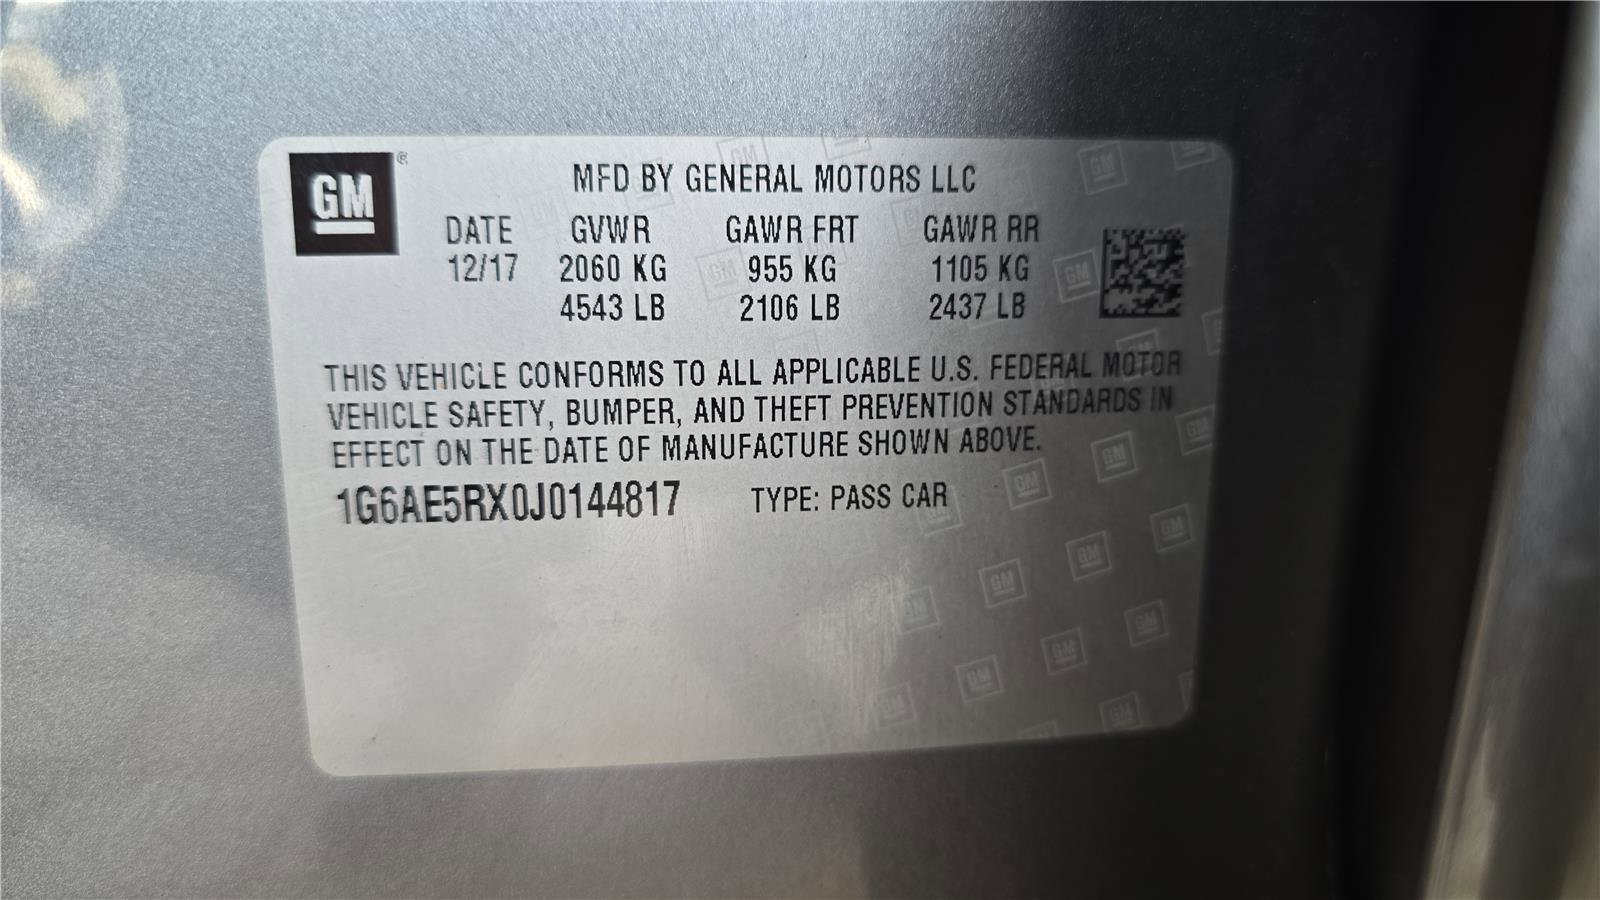 GM ®
MFD BY GENERAL MOTORS LLC
DATE GVWR GAWR FRT GAWR RR
12/17 2060 KG 955 KG 1105 KG
4543 LB 2106 LB 2437 LB
THIS VEHICLE CONFORMS TO ALL APPLICABLE U.S. FEDERAL MOTOR
VEHICLE SAFETY, BUMPER, AND THEFT PREVENTION STANDARDS IN
EFFECT ON THE DATE OF MANUFACTURE SHOWN ABOVE.
1G6AE5RX0J0144817 TYPE: PASS CAR